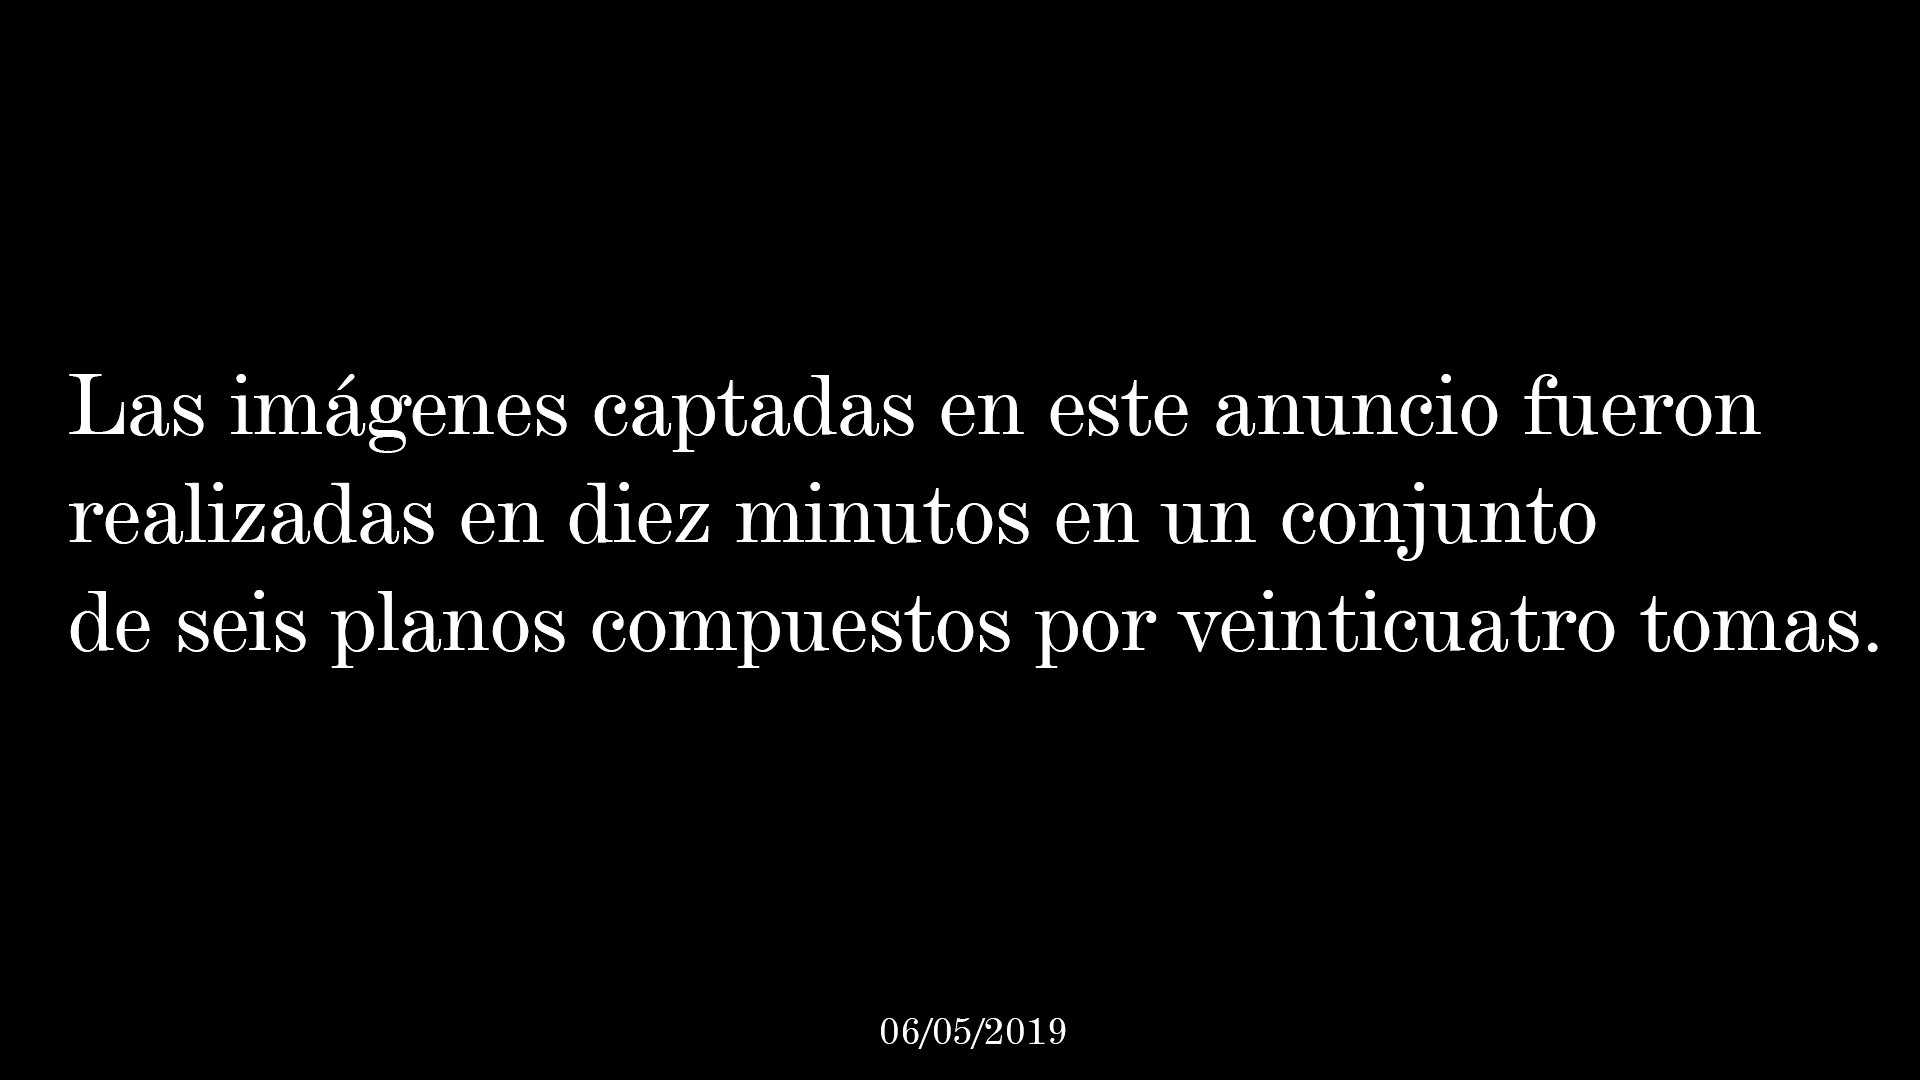 Las imágenes captadas en este anuncio fueron
realizadas en diez minutos en un conjunto
de seis planos compuestos por veinticuatro tomas.
06/05/2019